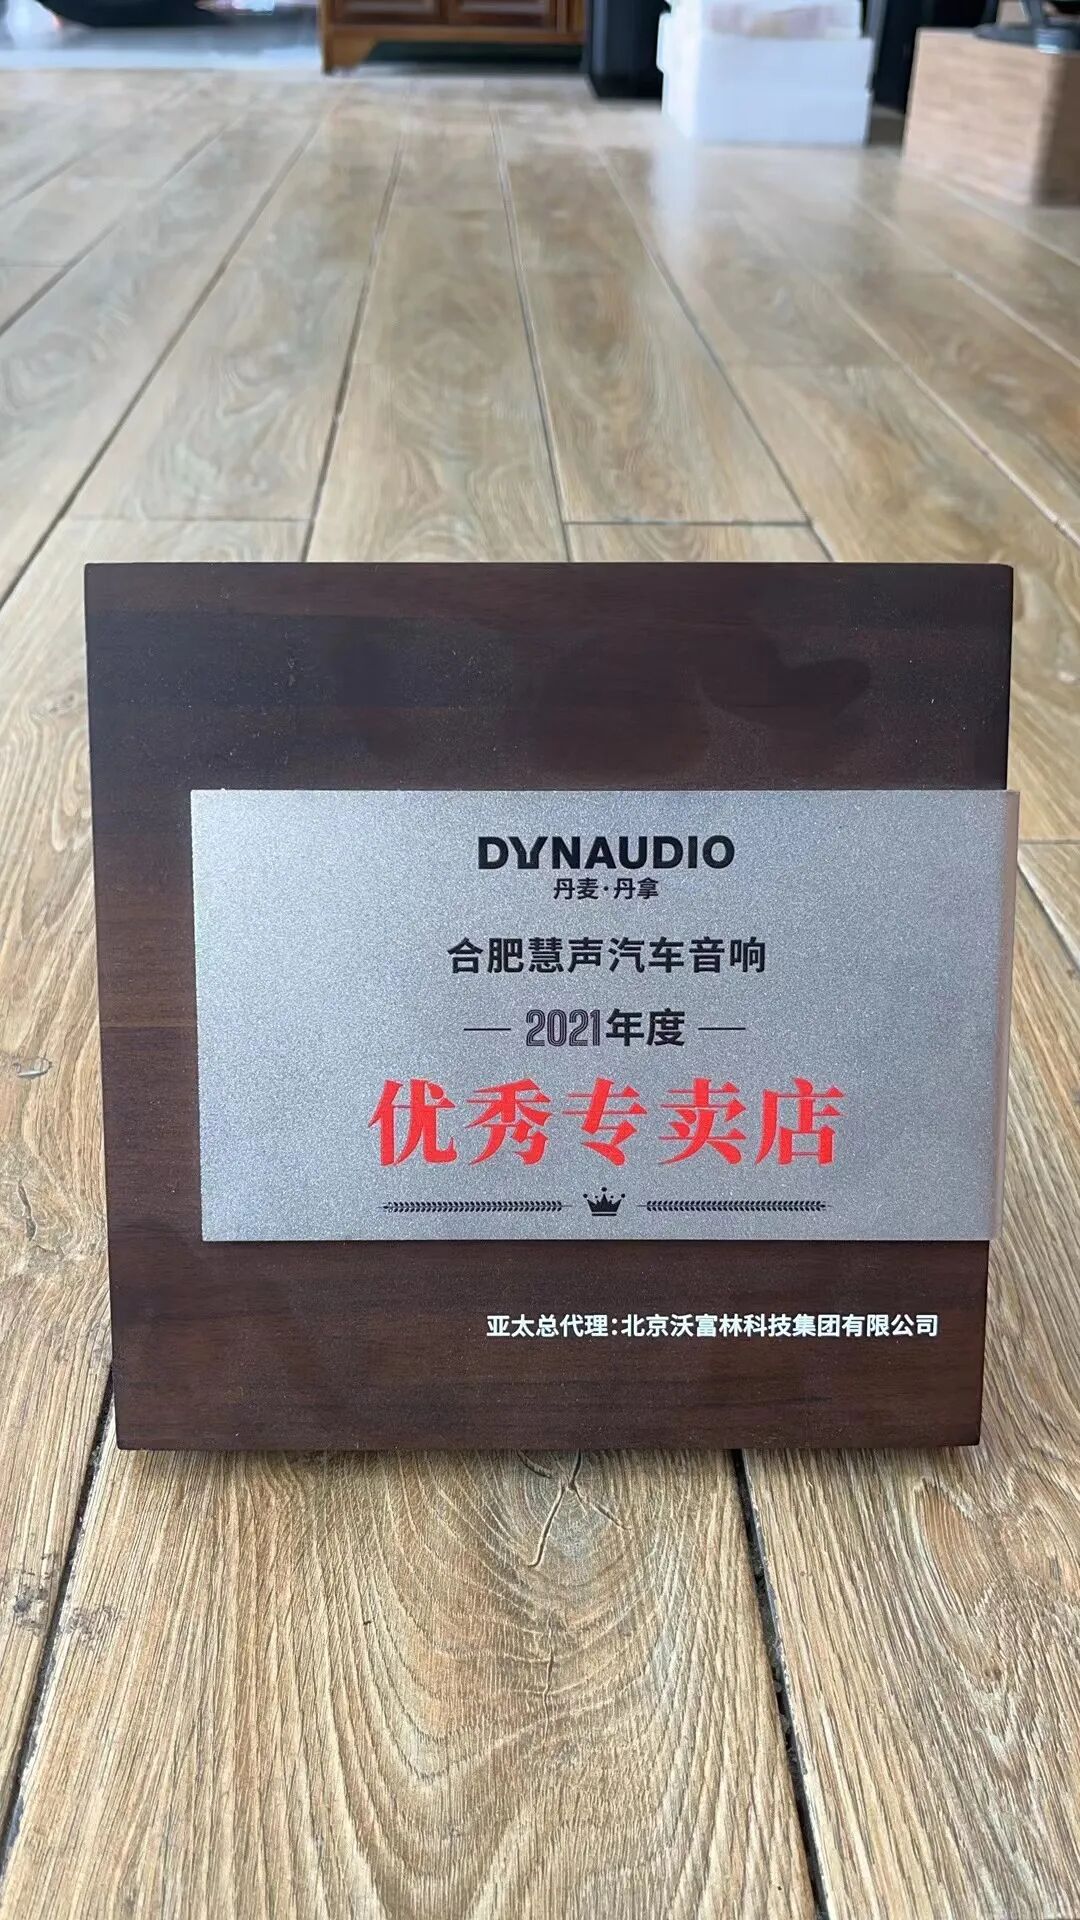 DYNAUDIO
丹麦·丹拿
合肥慧声汽车音响
2021年度
优秀专卖店
亚太总代理:北京沃富林科技集团有限公司